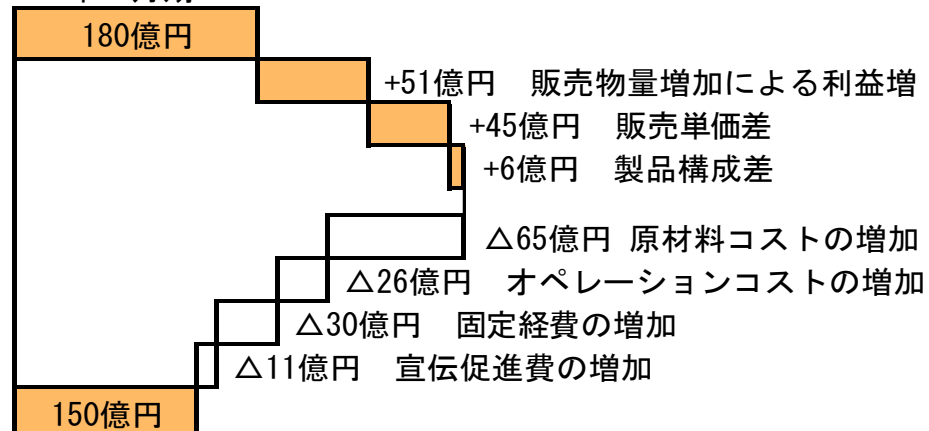 180億円
+51億円 販売物量増加による利益増
+45億円 販売単価差
+6億円 製品構成差
△65億円 原材料コストの増加
△26億円 オペレーションコストの増加
△30億円 固定経費の増加
△11億円 宣伝促進費の増加
150億円